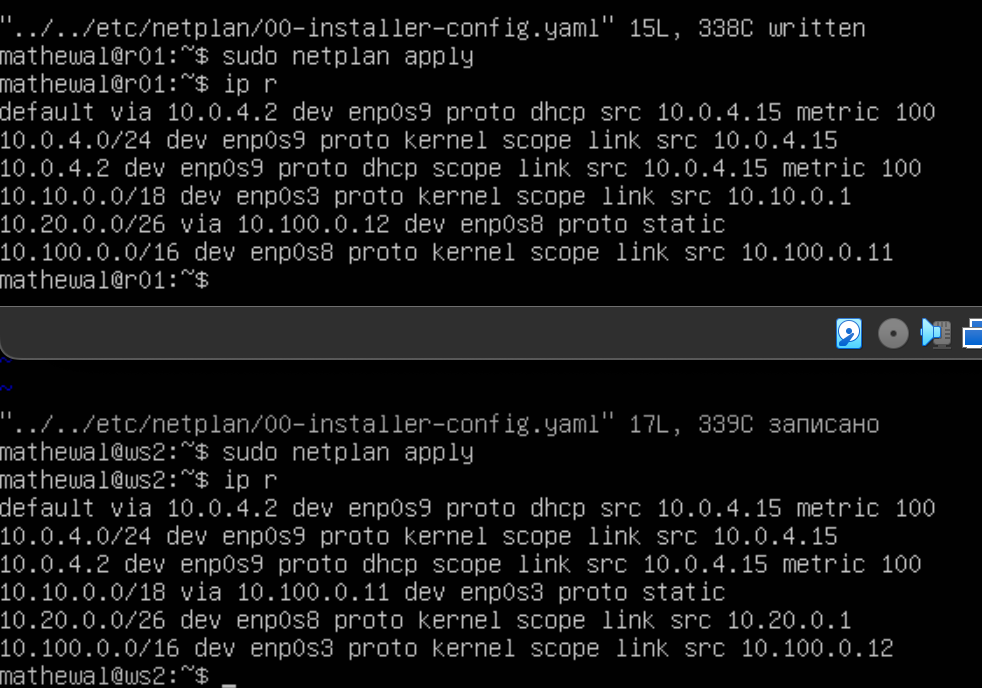 "../../etc/netplan/00-installer-config.yaml" 15L, 338C written
mathewal@r01:~$ sudo netplan apply
mathewal@r01:~$ ip r
default via 10.0.4.2 dev enp0s9 proto dhcp src 10.0.4.15 metric 100
10.0.4.0/24 dev enp0s9 proto kernel scope link src 10.0.4.15
10.0.4.2 dev enp0s9 proto dhcp scope link src 10.0.4.15 metric 100
10.10.0.0/18 dev enp0s3 proto kernel scope link src 10.10.0.1
10.20.0.0/26 via 10.100.0.12 dev enp0s8 proto static
10.100.0.0/16 dev enp0s8 proto kernel scope link src 10.100.0.11
mathewal@r01:~$
~
~
"../../etc/netplan/00-installer-config.yaml" 17L, 339C записано
mathewal@ws2:~$ sudo netplan apply
mathewal@ws2:~$ ip r
default via 10.0.4.2 dev enp0s9 proto dhcp src 10.0.4.15 metric 100
10.0.4.0/24 dev enp0s9 proto kernel scope link src 10.0.4.15
10.0.4.2 dev enp0s9 proto dhcp scope link src 10.0.4.15 metric 100
10.10.0.0/18 via 10.100.0.11 dev enp0s3 proto static
10.20.0.0/26 dev enp0s8 proto kernel scope link src 10.20.0.1
10.100.0.0/16 dev enp0s3 proto kernel scope link src 10.100.0.12
mathewal@ws2:~$ _